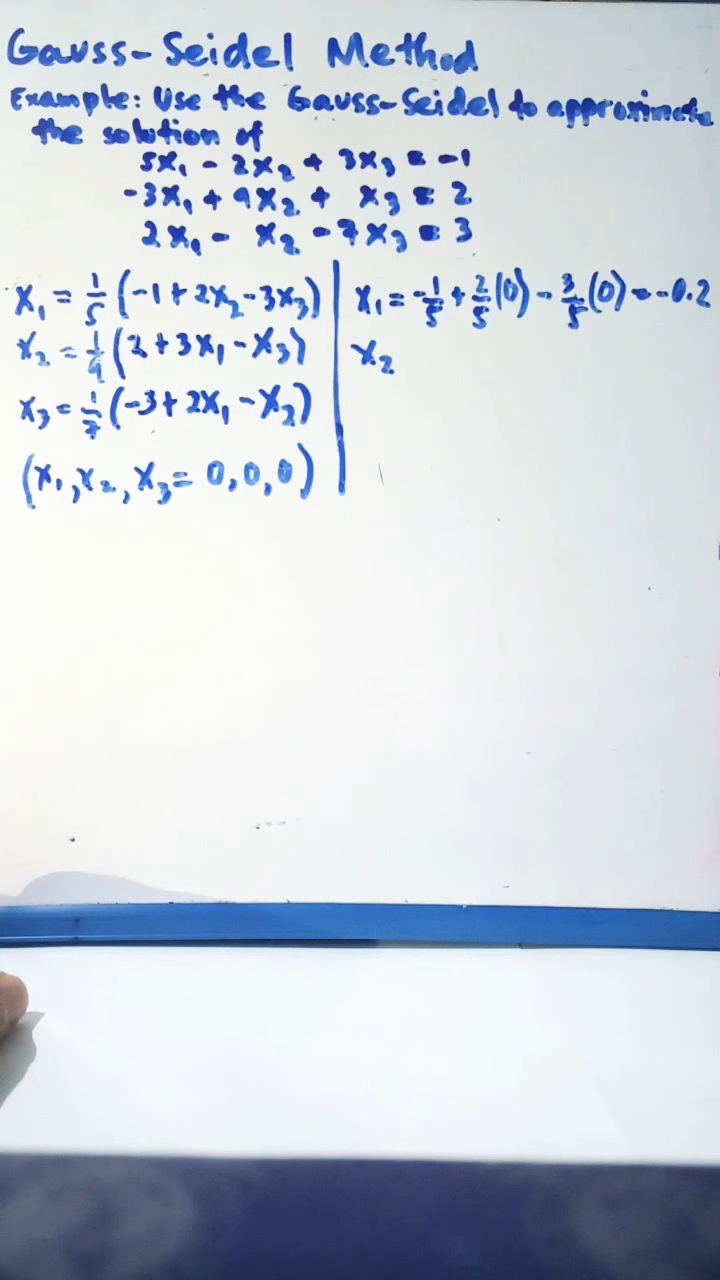 Gauss-Seidel Method
Example: Use the Gauss-Seidel to approximate
the solution of
5x₁ - 2x₂ + 3x₃ = -1
-3x₁ + 9x₂ + x₃ = 2
2x₁ - x₂ - 7x₃ = 3
x₁ = 1/5 (-1 + 2x₂ - 3x₃)
x₂ = 1/9 (2 + 3x₁ - x₃)
x₃ = 1/7 (-3 + 2x₁ - x₂)
(x₁, x₂, x₃ = 0, 0, 0)
x₁ = -1/5 + 2/5 (0) - 3/5 (0) = -0.2
x₂